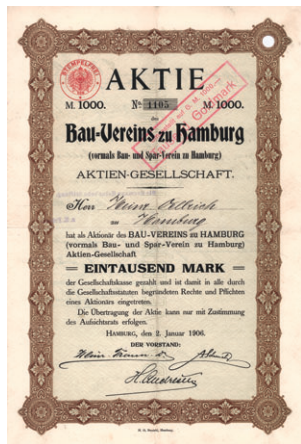 STEMPELFREI
AKTIE
M. 1000. № 1105 M. 1000.
des
Bau-Vereins zu Hamburg
(vormals Bau- und Spar-Verein zu Hamburg)
AKTIEN-GESELLSCHAFT.
Herr
aus Hamburg
hat als Aktionär des BAU-VEREINS zu HAMBURG
(vormals Bau- und Spar-Verein zu Hamburg)
Aktien-Gesellschaft
EINTAUSEND MARK
der Gesellschaftskasse gezahlt und ist damit in alle durch
die Gesellschaftsstatuten begründeten Rechte und Pflichten
eines Aktionärs eingetreten.
Die Übertragung der Aktie kann nur mit Zustimmung
des Aufsichtsrats erfolgen.
HAMBURG, den 2. Januar 1906.
DER VORSTAND: